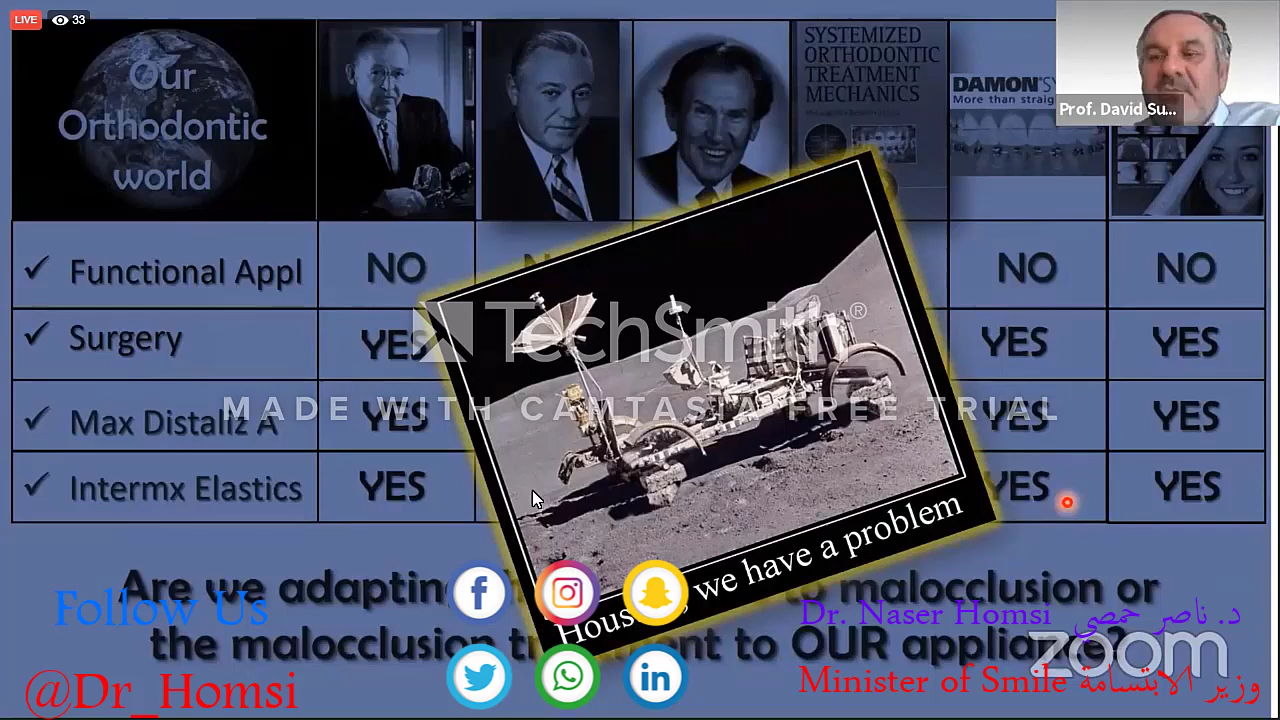 LIVE 33
Our
Orthodontic
world
SYSTEMIZED
ORTHODONTIC
TREATMENT
MECHANICS
DAMON
More than straig
Prof. David Su...
✓ Functional Appl NO NO NO
✓ Surgery YES YES YES
✓ Max Distaliz A YES YES YES
✓ Intermx Elastics YES YES YES
TechSmith®
MADE WITH CAMTASIA FREE TRIAL
Hous we have a problem
Are we adapting to malocclusion or
the malocclusion treatment to OUR appliance?
Follow Us
@Dr_Homsi
Dr. Naser Homsi د. ناصر حمصي
zoom
Minister of Smile وزير الابتسامة